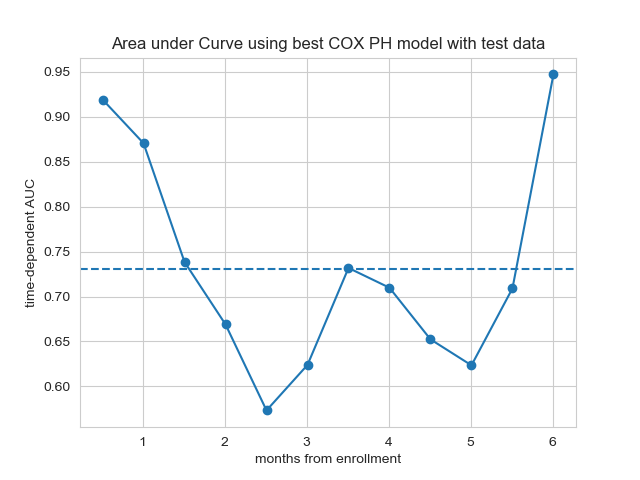 Area under Curve using best COX PH model with test data
time-dependent AUC
0.95
0.90
0.85
0.80
0.75
0.70
0.65
0.60
1 2 3 4 5 6
months from enrollment